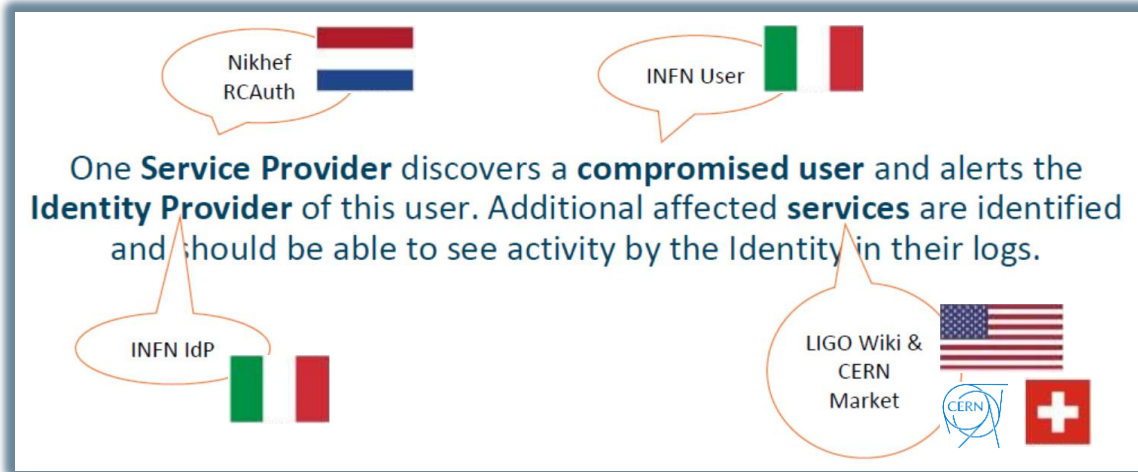 Nikhef
RCAuth
INFN User
One Service Provider discovers a compromised user and alerts the
Identity Provider of this user. Additional affected services are identified
and should be able to see activity by the Identity in their logs.
INFN IdP
LIGO Wiki &
CERN
Market
CERN